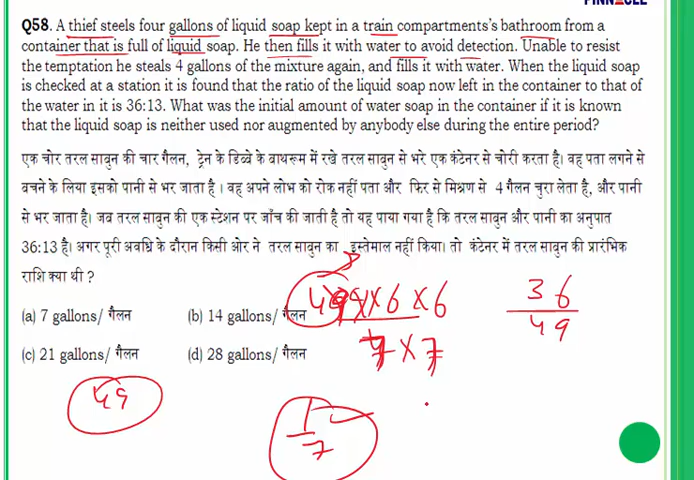 PINNACLE
Q58. A thief steels four gallons of liquid soap kept in a train compartments's bathroom from a
container that is full of liquid soap. He then fills it with water to avoid detection. Unable to resist
the temptation he steals 4 gallons of the mixture again, and fills it with water. When the liquid soap
is checked at a station it is found that the ratio of the liquid soap now left in the container to that of
the water in it is 36:13. What was the initial amount of water soap in the container if it is known
that the liquid soap is neither used nor augmented by anybody else during the entire period?
एक चोर तरल साबुन की चार गैलन, ट्रेन के डिब्बे के बाथरूम में रखे तरल साबुन से भरे एक कंटेनर से चोरी करता है। वह पता लगने से
बचने के लिया इसको पानी से भर जाता है । वह अपने लोभ को रोक नहीं पता और फिर से मिश्रण से 4 गैलन चुरा लेता है, और पानी
से भर जाता है। जब तरल साबुन की एक स्टेशन पर जाँच की जाती है तो यह पाया गया है कि तरल साबुन और पानी का अनुपात
36:13 है। अगर पूरी अवधि के दौरान किसी ओर ने तरल साबुन का इस्तेमाल नहीं किया। तो कंटेनर में तरल साबुन की प्रारंभिक
राशि क्या थी ?
(a) 7 gallons/ गैलन (b) 14 gallons/ गैलन
(c) 21 gallons/ गैलन (d) 28 gallons/ गैलन
49 × 6 × 6
7 × 7
36
49
49
1
7